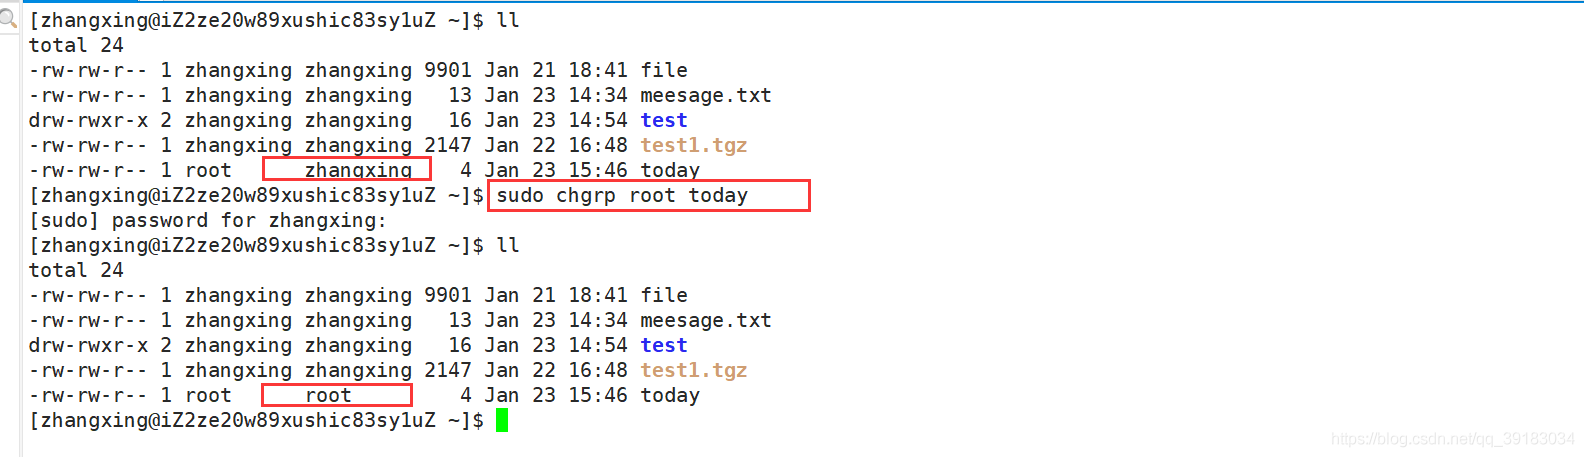 [zhangxing@iZ2ze20w89xushic83sy1uZ ~]$ ll
total 24
-rw-rw-r-- 1 zhangxing zhangxing 9901 Jan 21 18:41 file
-rw-rw-r-- 1 zhangxing zhangxing   13 Jan 23 14:34 meesage.txt
drw-rwxr-x 2 zhangxing zhangxing   16 Jan 23 14:54 test
-rw-rw-r-- 1 zhangxing zhangxing 2147 Jan 22 16:48 test1.tgz
-rw-rw-r-- 1 root      zhangxing    4 Jan 23 15:46 today
[zhangxing@iZ2ze20w89xushic83sy1uZ ~]$ sudo chgrp root today
[sudo] password for zhangxing:
[zhangxing@iZ2ze20w89xushic83sy1uZ ~]$ ll
total 24
-rw-rw-r-- 1 zhangxing zhangxing 9901 Jan 21 18:41 file
-rw-rw-r-- 1 zhangxing zhangxing   13 Jan 23 14:34 meesage.txt
drw-rwxr-x 2 zhangxing zhangxing   16 Jan 23 14:54 test
-rw-rw-r-- 1 zhangxing zhangxing 2147 Jan 22 16:48 test1.tgz
-rw-rw-r-- 1 root      root         4 Jan 23 15:46 today
[zhangxing@iZ2ze20w89xushic83sy1uZ ~]$
https://blog.csdn.net/qq_39183034